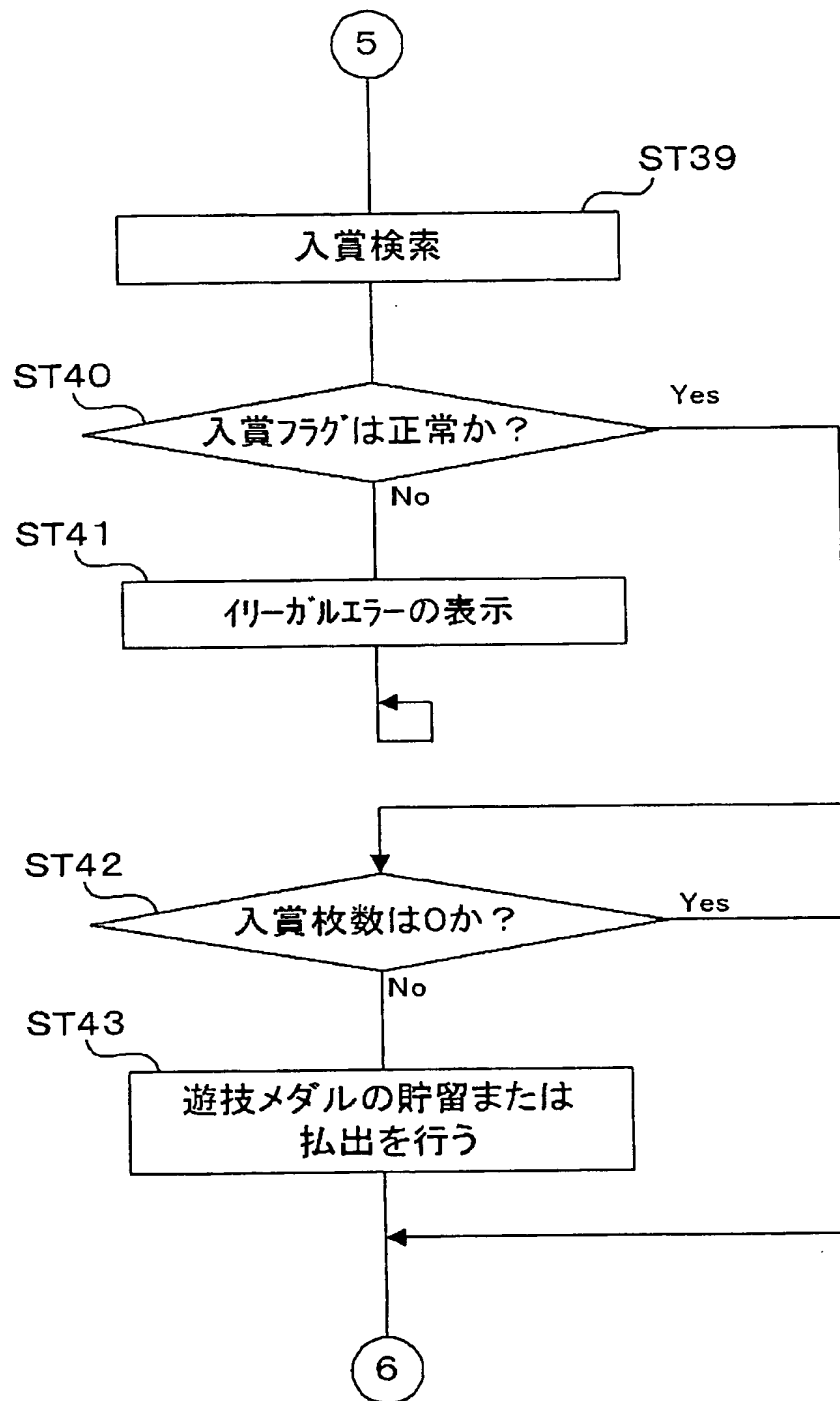 5
ST39
入賞検索
ST40
入賞フラグは正常か？
Yes
No
ST41
イリーガルエラーの表示
ST42
入賞枚数は0か？
Yes
No
ST43
遊技メダルの貯留または
払出を行う
6